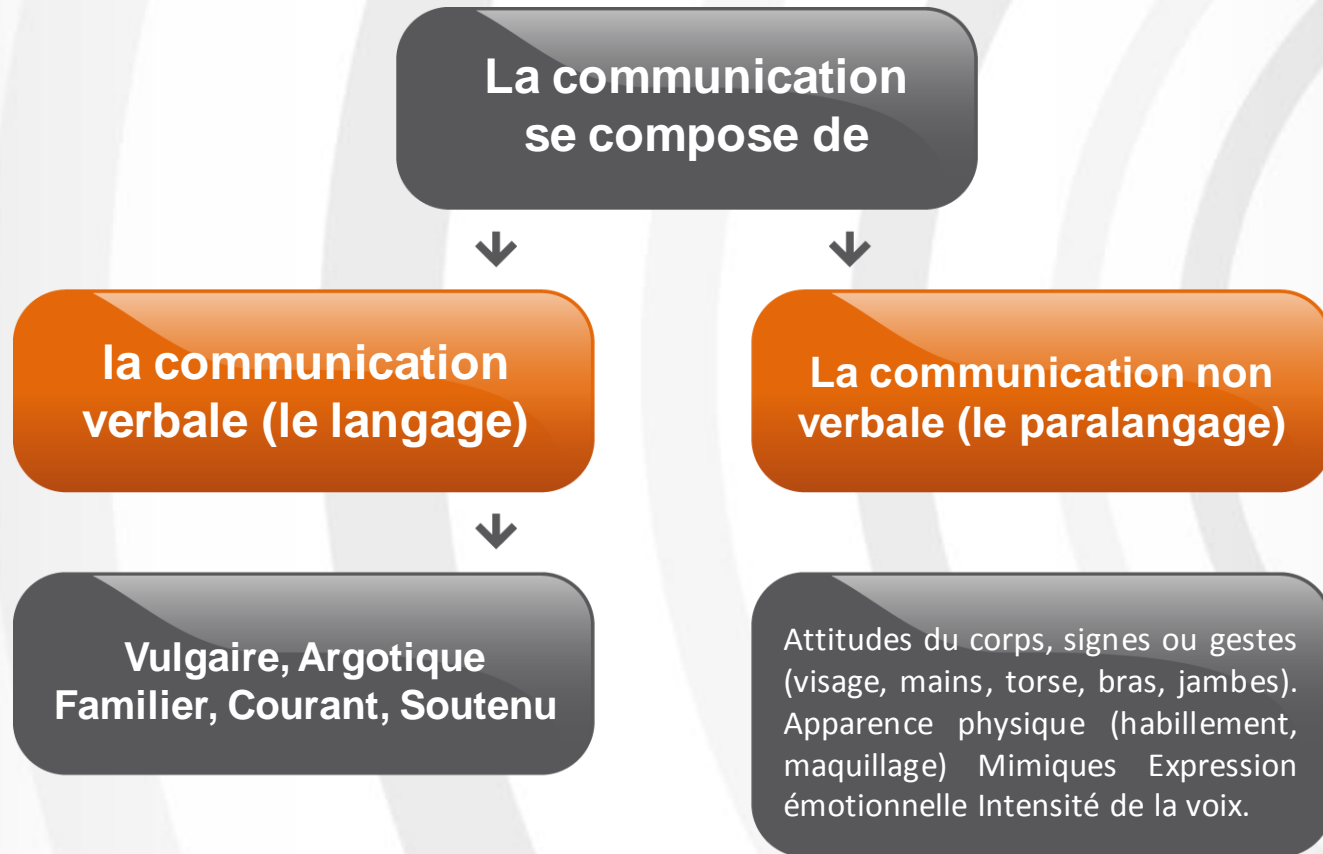 La communication
se compose de
la communication
verbale (le langage)
La communication non
verbale (le paralangage)
Vulgaire, Argotique
Familier, Courant, Soutenu
Attitudes du corps, signes ou gestes
(visage, mains, torse, bras, jambes).
Apparence physique (habillement,
maquillage) Mimiques Expression
émotionnelle Intensité de la voix.